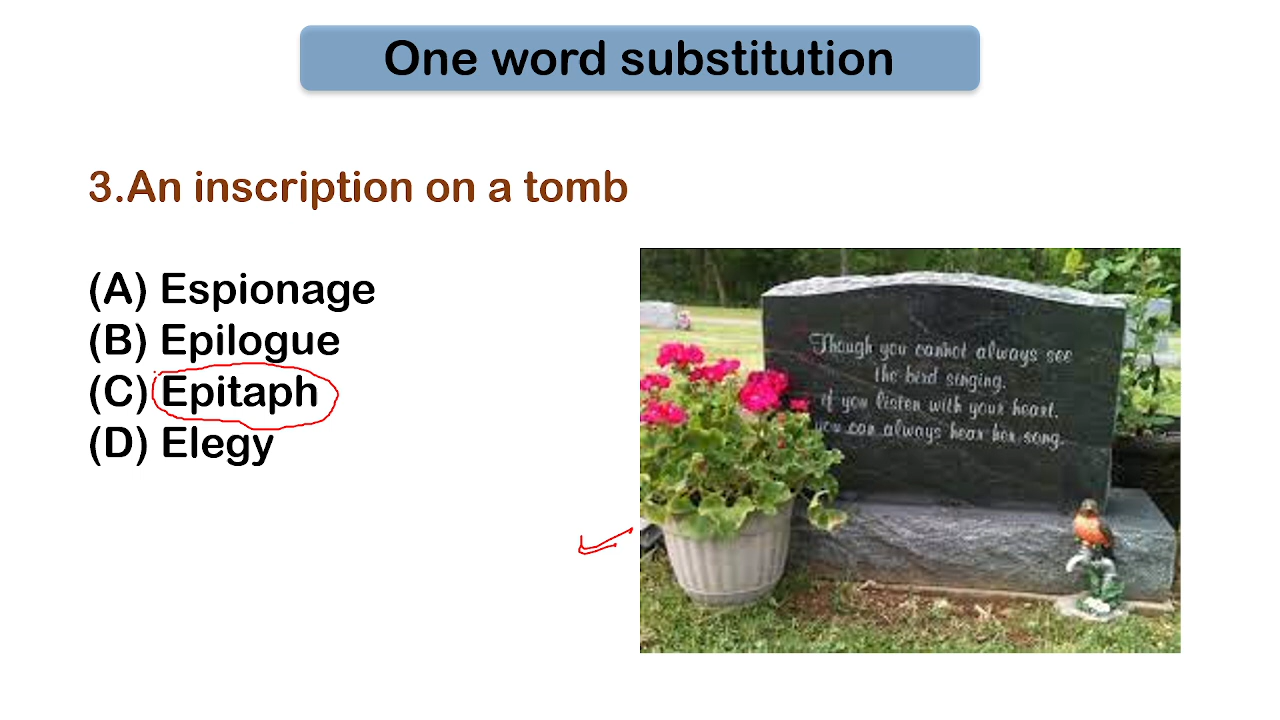 One word substitution
3.An inscription on a tomb
(A) Espionage
(B) Epilogue
(C) Epitaph
(D) Elegy
Though you cannot always see
the bird singing,
if you listen with your heart,
you can always hear her song.